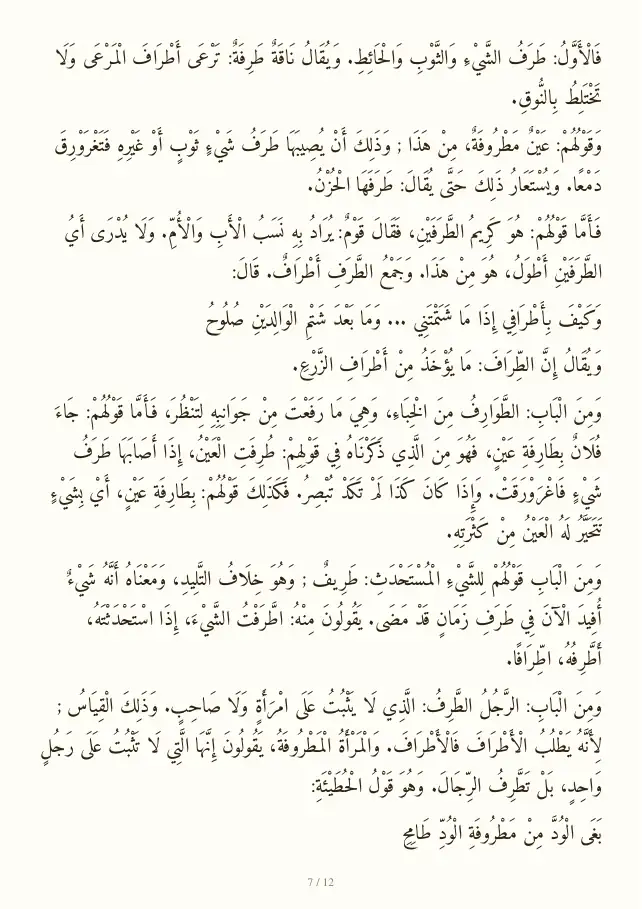 فَالْأَوَّلُ: طَرَفُ الشَّيْءِ وَالثَّوْبِ وَالْحَائِطِ. وَيُقَالُ نَاقَةٌ طَرِفَةٌ: تَرْعَى أَطْرَافَ الْمَرْعَى وَلَا
تَخْتَلِطُ بِالنُّوقِ.
وَقَوْلُهُمْ: عَيْنٌ مَطْرُوفَةٌ، مِنْ هَذَا ; وَذَلِكَ أَنْ يُصِيبَهَا طَرَفُ شَيْءٍ ثَوْبٍ أَوْ غَيْرِهِ فَتَغْرَوْرِقَ
دَمْعًا. وَيُسْتَعَارُ ذَلِكَ حَتَّى يُقَالَ: طَرَفَهَا الْحُزْنُ.
فَأَمَّا قَوْلُهُمْ: هُوَ كَرِيمُ الطَّرَفَيْنِ، فَقَالَ قَوْمٌ: يُرَادُ بِهِ نَسَبُ الْأَبِ وَالْأُمِّ. وَلَا يُدْرَى أَيُّ
الطَّرَفَيْنِ أَطْوَلُ، هُوَ مِنْ هَذَا. وَجَمْعُ الطَّرَفِ أَطْرَافٌ. قَالَ:
وَكَيْفَ بِأَطْرَافِي إِذَا مَا شَتَمْتَنِي ... وَمَا بَعْدَ شَتْمِ الْوَالِدَيْنِ صُلُوحُ
وَيُقَالُ إِنَّ الطِّرَافَ: مَا يُؤْخَذُ مِنْ أَطْرَافِ الزَّرْعِ.
وَمِنَ الْبَابِ: الطَّوَارِفُ مِنَ الْخِبَاءِ، وَهِيَ مَا رَفَعْتَ مِنْ جَوَانِبِهِ لِتَنْظُرَ، فَأَمَّا قَوْلُهُمْ: جَاءَ
فُلَانٌ بِطَارِفَةِ عَيْنٍ، فَهُوَ مِنَ الَّذِي ذَكَرْنَاهُ فِي قَوْلِهِمْ: طُرِفَتِ الْعَيْنُ، إِذَا أَصَابَهَا طَرَفُ
شَيْءٍ فَاغْرَوْرَقَتْ. وَإِذَا كَانَ كَذَا لَمْ تَكَدْ تُبْصِرُ. فَكَذَلِكَ قَوْلُهُمْ: بِطَارِفَةِ عَيْنٍ، أَيْ بِشَيْءٍ
تَتَحَيَّرُ لَهُ الْعَيْنُ مِنْ كَثْرَتِهِ.
وَمِنَ الْبَابِ قَوْلُهُمْ لِلشَّيْءِ الْمُسْتَحْدَثِ: طَرِيفٌ ; وَهُوَ خِلَافُ التَّلِيدِ، وَمَعْنَاهُ أَنَّهُ شَيْءٌ
أُفِيدَ الْآنَ فِي طَرَفِ زَمَانٍ قَدْ مَضَى. يَقُولُونَ مِنْهُ: اطَّرَفْتُ الشَّيْءَ، إِذَا اسْتَحْدَثْتَهُ،
أَطَّرِفُهُ، اطِّرَافًا.
وَمِنَ الْبَابِ: الرَّجُلُ الطَّرِفُ: الَّذِي لَا يَثْبُتُ عَلَى امْرَأَةٍ وَلَا صَاحِبٍ. وَذَلِكَ الْقِيَاسُ ;
لِأَنَّهُ يَطْلُبُ الْأَطْرَافَ فَالْأَطْرَافَ. وَالْمَرْأَةُ الْمَطْرُوفَةُ، يَقُولُونَ إِنَّهَا الَّتِي لَا تَثْبُتُ عَلَى رَجُلٍ
وَاحِدٍ، بَلْ تَطَّرِفُ الرِّجَالَ. وَهُوَ قَوْلُ الْحُطَيْئَةِ:
بَغَى الْوُدَّ مِنْ مَطْرُوفَةِ الْوُدِّ طَامِحِ
7 / 12